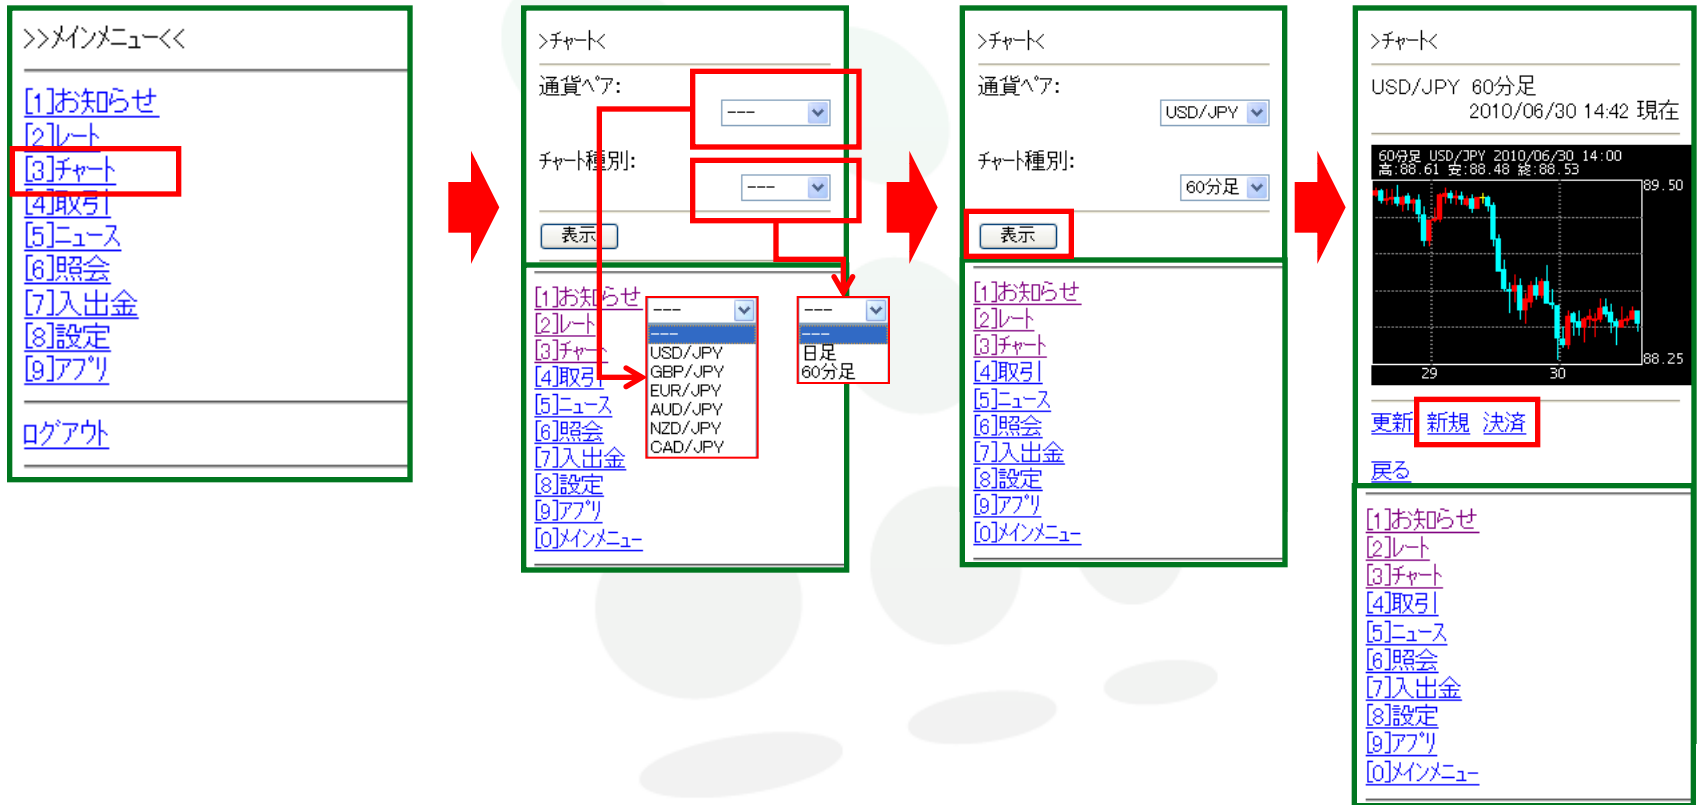 >>メインメニュー<<
[1]お知らせ
[2]レート
[3]チャート
[4]取引
[5]ニュース
[6]照会
[7]入出金
[8]設定
[9]アプリ
ログアウト
>チャート<
通貨ペア:
---
チャート種別:
---
表示
[1]お知らせ
[2]レート
[3]チャート
[4]取引
[5]ニュース
[6]照会
[7]入出金
[8]設定
[9]アプリ
[0]メインメニュー
---
---
USD/JPY
GBP/JPY
EUR/JPY
AUD/JPY
NZD/JPY
CAD/JPY
---
---
日足
60分足
>チャート<
通貨ペア:
USD/JPY
チャート種別:
60分足
表示
[1]お知らせ
[2]レート
[3]チャート
[4]取引
[5]ニュース
[6]照会
[7]入出金
[8]設定
[9]アプリ
[0]メインメニュー
>チャート<
USD/JPY 60分足
2010/06/30 14:42 現在
60分足 USD/JPY 2010/06/30 14:00
高:88.61 安:88.48 終:88.53
89.50
88.25
29 30
更新 新規 決済
戻る
[1]お知らせ
[2]レート
[3]チャート
[4]取引
[5]ニュース
[6]照会
[7]入出金
[8]設定
[9]アプリ
[0]メインメニュー